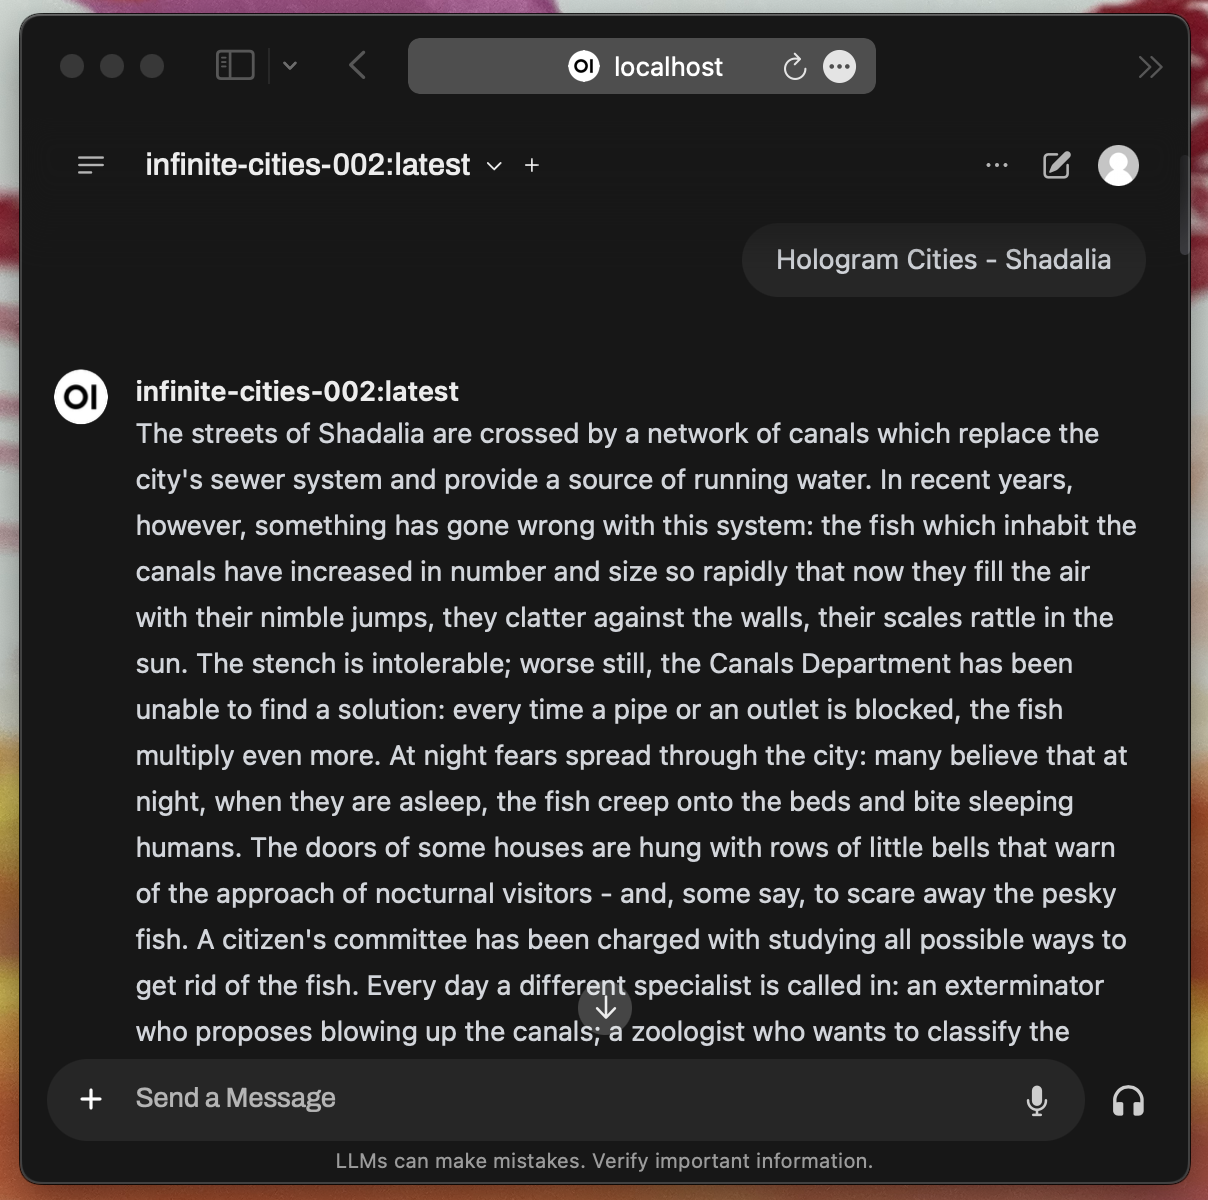 OI localhost
infinite-cities-002:latest
Hologram Cities - Shadalia
OI
infinite-cities-002:latest
The streets of Shadalia are crossed by a network of canals which replace the
city's sewer system and provide a source of running water. In recent years,
however, something has gone wrong with this system: the fish which inhabit the
canals have increased in number and size so rapidly that now they fill the air
with their nimble jumps, they clatter against the walls, their scales rattle in the
sun. The stench is intolerable; worse still, the Canals Department has been
unable to find a solution: every time a pipe or an outlet is blocked, the fish
multiply even more. At night fears spread through the city: many believe that at
night, when they are asleep, the fish creep onto the beds and bite sleeping
humans. The doors of some houses are hung with rows of little bells that warn
of the approach of nocturnal visitors - and, some say, to scare away the pesky
fish. A citizen's committee has been charged with studying all possible ways to
get rid of the fish. Every day a different specialist is called in: an exterminator
who proposes blowing up the canals; a zoologist who wants to classify the
Send a Message
LLMs can make mistakes. Verify important information.